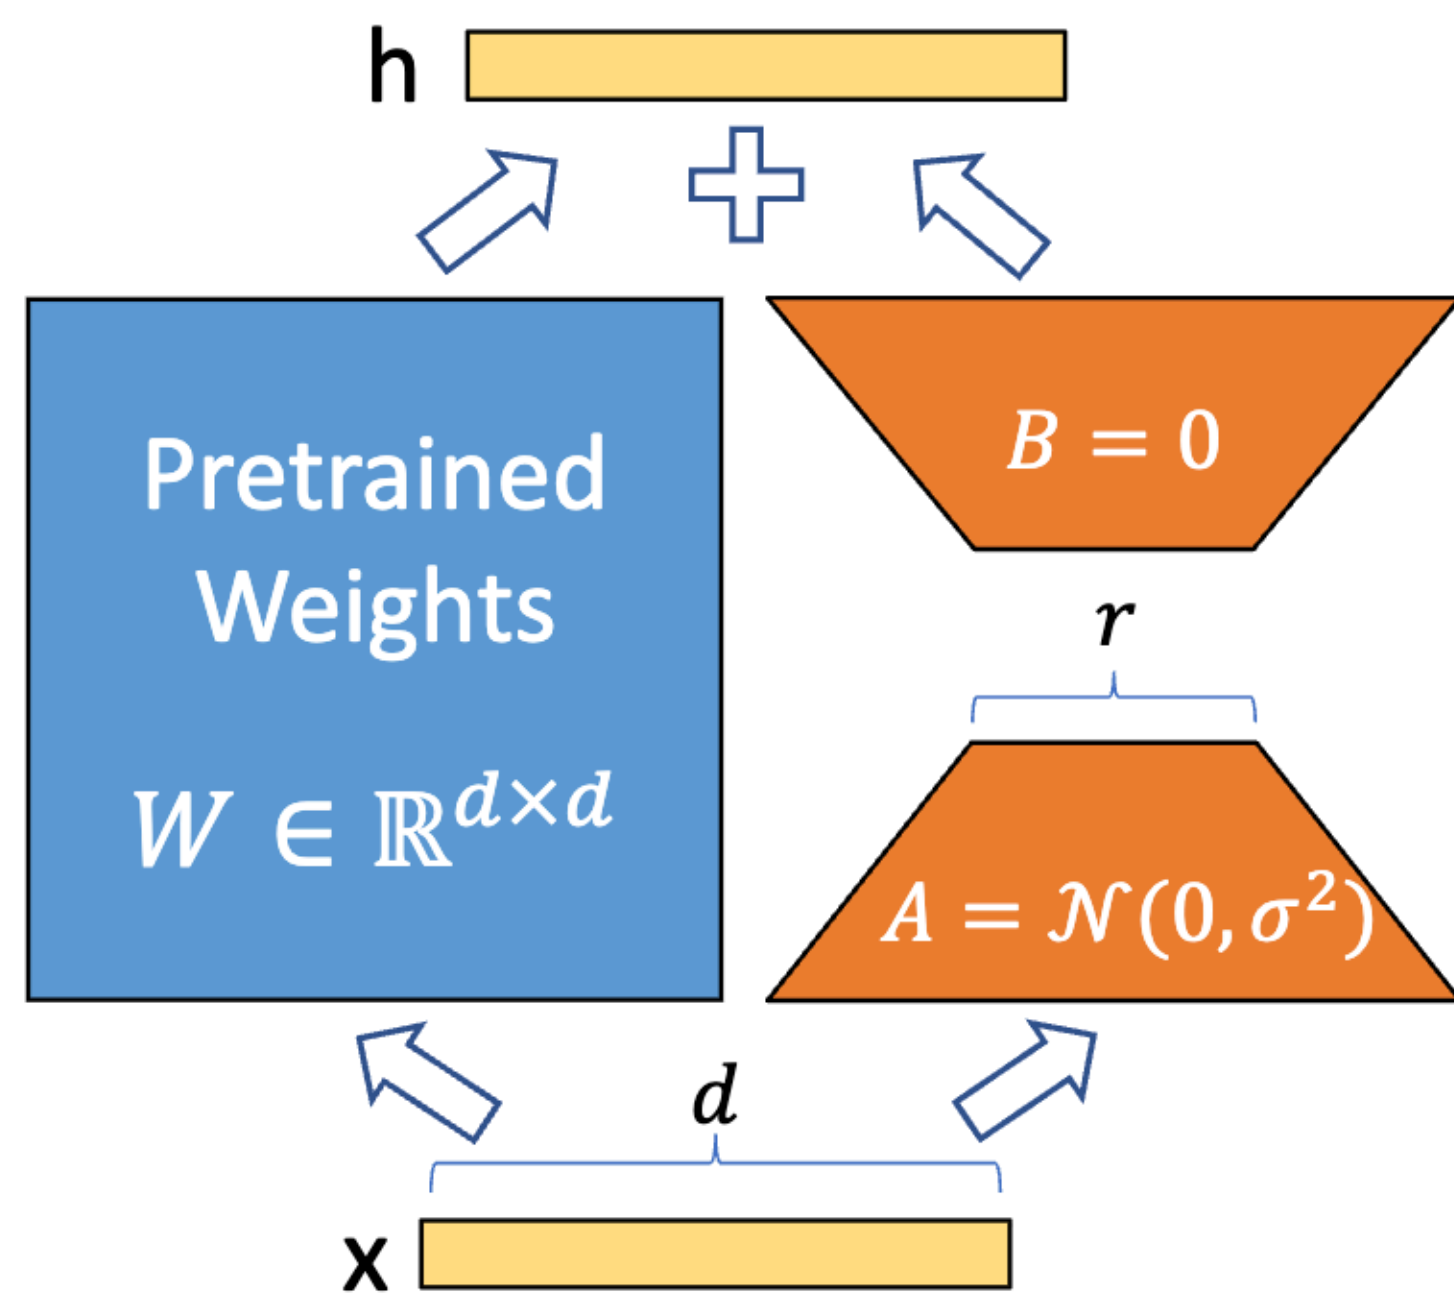 h
Pretrained
Weights
W ∈ ℝ^{d×d}
B = 0
r
A = 𝒩(0, σ²)
d
x